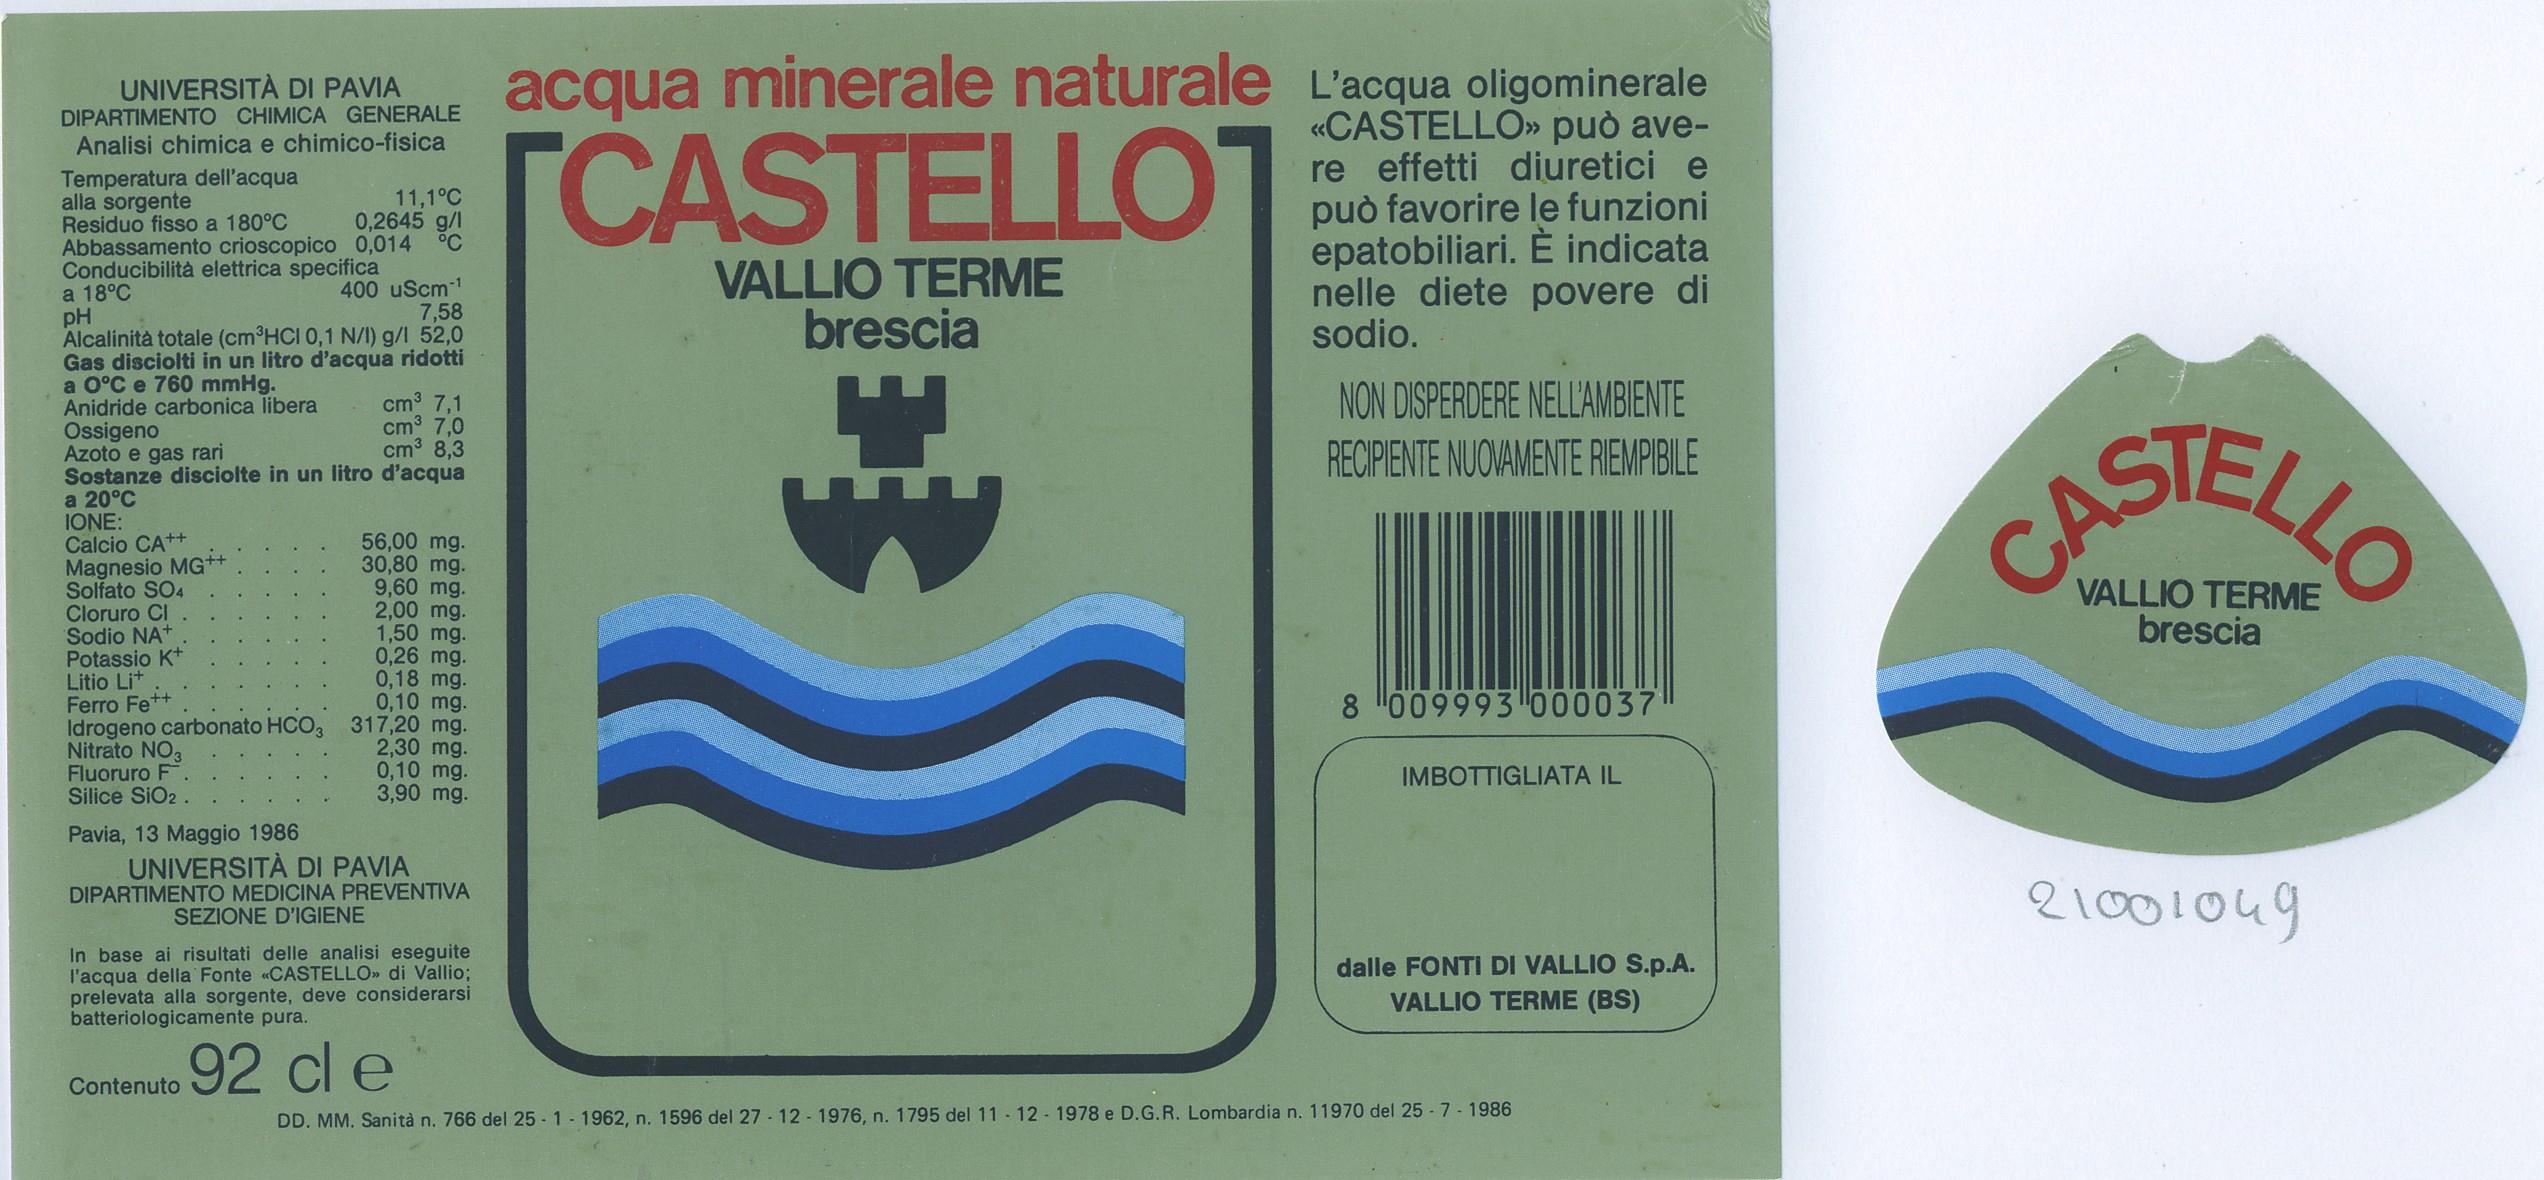 UNIVERSITÀ DI PAVIA
DIPARTIMENTO CHIMICA GENERALE
Analisi chimica e chimico-fisica
Temperatura dell'acqua
alla sorgente 11,1°C
Residuo fisso a 180°C 0,2645 g/l
Abbassamento crioscopico 0,014 °C
Conducibilità elettrica specifica
a 18°C 400 uScm⁻¹
pH 7,58
Alcalinità totale (cm³HCl 0,1 N/l) g/l 52,0
Gas disciolti in un litro d'acqua ridotti
a 0°C e 760 mmHg.
Anidride carbonica libera cm³ 7,1
Ossigeno cm³ 7,0
Azoto e gas rari cm³ 8,3
Sostanze disciolte in un litro d'acqua
a 20°C
IONE:
Calcio CA⁺⁺ . . . . . 56,00 mg.
Magnesio MG⁺⁺ . . . . 30,80 mg.
Solfato SO₄ . . . . . 9,60 mg.
Cloruro Cl . . . . . . 2,00 mg.
Sodio NA⁺ . . . . . . 1,50 mg.
Potassio K⁺ . . . . . 0,26 mg.
Litio Li⁺ . . . . . . . 0,18 mg.
Ferro Fe⁺⁺ . . . . . . 0,10 mg.
Idrogeno carbonato HCO₃ 317,20 mg.
Nitrato NO₃ . . . . . 2,30 mg.
Fluoruro F⁻ . . . . . . 0,10 mg.
Silice SiO₂ . . . . . . 3,90 mg.
Pavia, 13 Maggio 1986
UNIVERSITÀ DI PAVIA
DIPARTIMENTO MEDICINA PREVENTIVA
SEZIONE D'IGIENE
In base ai risultati delle analisi eseguite
l'acqua della Fonte «CASTELLO» di Vallio;
prelevata alla sorgente, deve considerarsi
batteriologicamente pura.
Contenuto 92 cl ℮
acqua minerale naturale
CASTELLO
VALLIO TERME
brescia
L'acqua oligominerale
«CASTELLO» può ave-
re effetti diuretici e
può favorire le funzioni
epatobiliari. È indicata
nelle diete povere di
sodio.
NON DISPERDERE NELL'AMBIENTE
RECIPIENTE NUOVAMENTE RIEMPIBILE
8 009993 000037
IMBOTTIGLIATA IL
dalle FONTI DI VALLIO S.p.A.
VALLIO TERME (BS)
DD. MM. Sanità n. 766 del 25 - 1 - 1962, n. 1596 del 27 - 12 - 1976, n. 1795 del 11 - 12 - 1978 e D.G.R. Lombardia n. 11970 del 25 - 7 - 1986
CASTELLO
VALLIO TERME
brescia
21001049